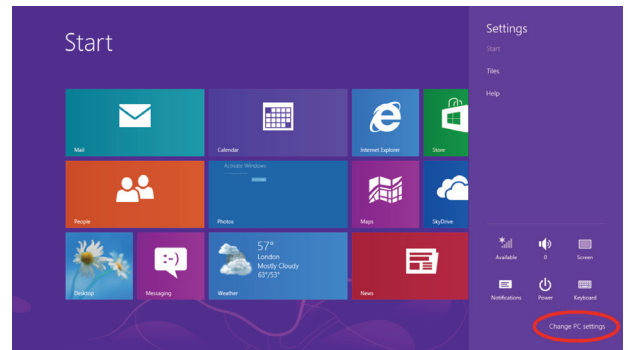 Start
Settings
Start
Tiles
Help
Mail
Calendar
Internet Explorer
Store
People
Activate Windows
Photos
Maps
SkyDrive
Desktop
:-)
Messaging
57°
London
Mostly Cloudy
63°/53°
Weather
News
Available
0
Screen
Notifications
Power
Keyboard
Change PC settings